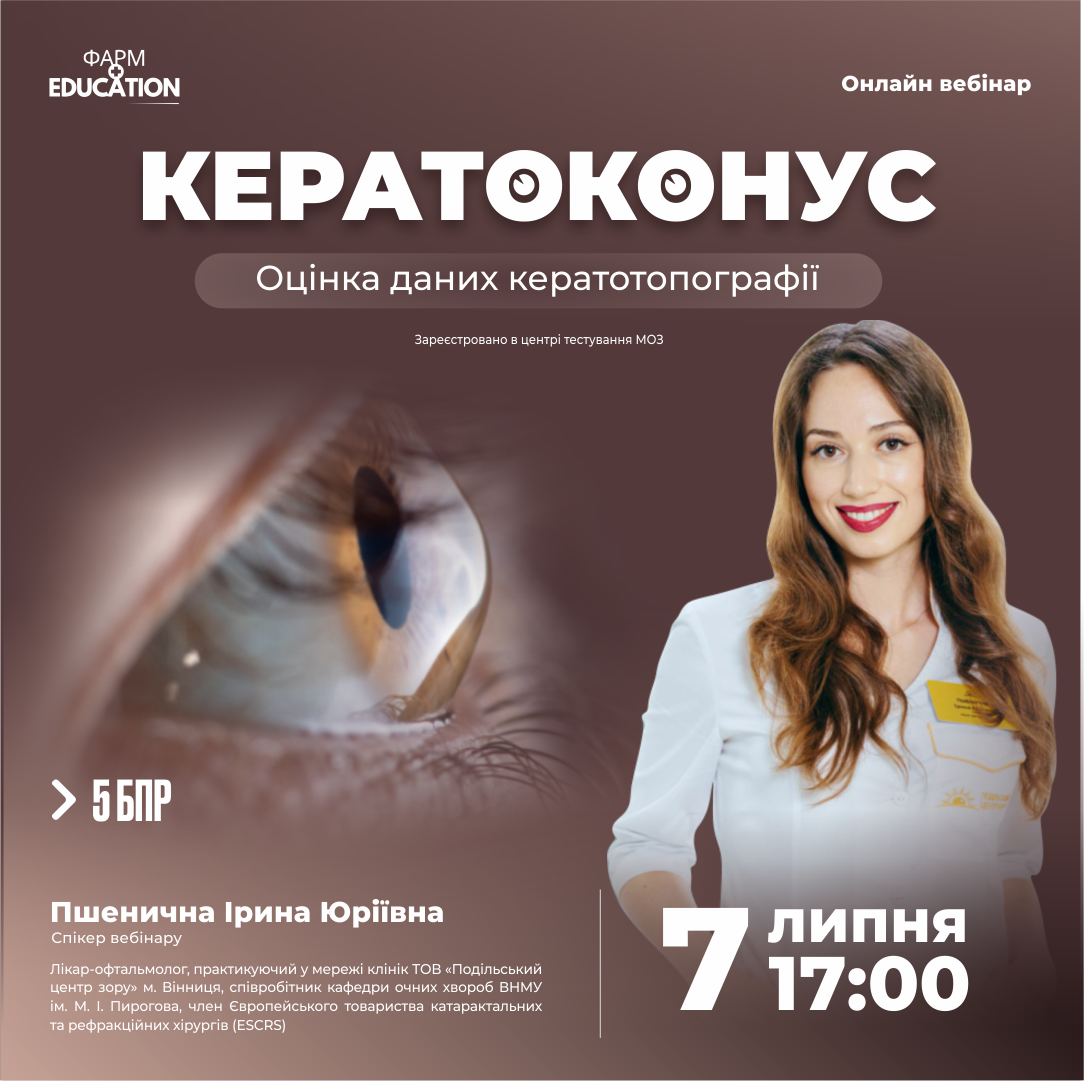 ФАРМ
EDUCATION
Онлайн вебінар
КЕРАТОКОНУС
Оцінка даних кератотопографії
Зареєстровано в центрі тестування МОЗ
5 БПР
Пшенична Ірина Юріївна
Спікер вебінару
Лікар-офтальмолог, практикуючий у мережі клінік ТОВ «Подільський
центр зору» м. Вінниця, співробітник кафедри очних хвороб ВНМУ
ім. М. І. Пирогова, член Європейського товариства катарактальних
та рефракційних хірургів (ESCRS)
7 ЛИПНЯ
17:00